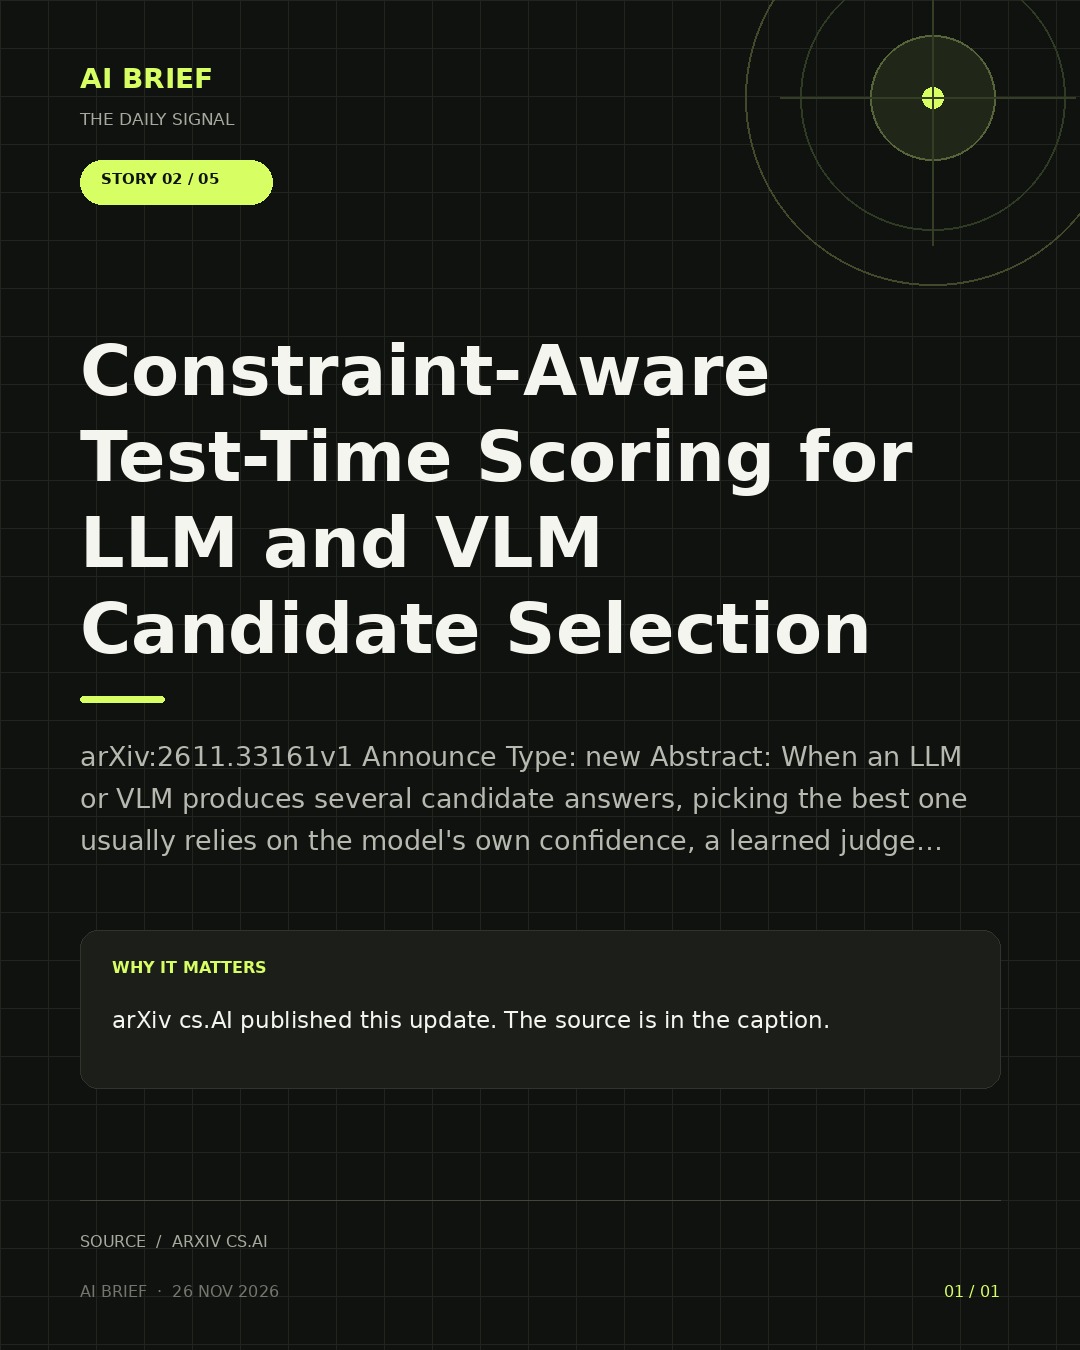 AI BRIEF
THE DAILY SIGNAL
STORY 02 / 05
Constraint-Aware
Test-Time Scoring for
LLM and VLM
Candidate Selection
arXiv:2611.33161v1 Announce Type: new Abstract: When an LLM
or VLM produces several candidate answers, picking the best one
usually relies on the model's own confidence, a learned judge...
WHY IT MATTERS
arXiv cs.AI published this update. The source is in the caption.
SOURCE / ARXIV CS.AI
AI BRIEF · 26 NOV 2026
01 / 01